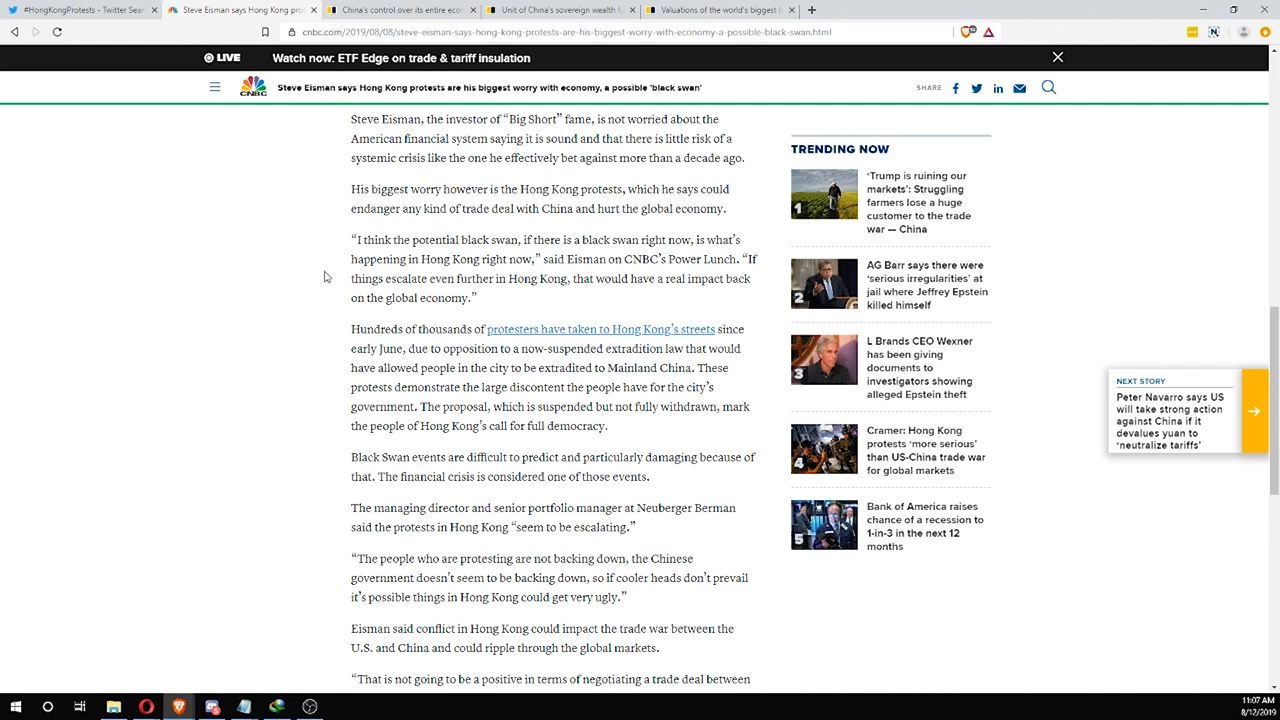 #HongKongProtests - Twitter Sea
Steve Eisman says Hong Kong pro
China's control over its entire econ
Unit of China's sovereign wealth fu
Valuations of the world's biggest b
cnbc.com/2019/08/08/steve-eisman-says-hong-kong-protests-are-his-biggest-worry-with-economy-a-possible-black-swan.html
LIVE
Watch now: ETF Edge on trade & tariff insulation
CNBC
Steve Eisman says Hong Kong protests are his biggest worry with economy, a possible 'black swan'
SHARE
Steve Eisman, the investor of “Big Short” fame, is not worried about the
American financial system saying it is sound and that there is little risk of a
systemic crisis like the one he effectively bet against more than a decade ago.
His biggest worry however is the Hong Kong protests, which he says could
endanger any kind of trade deal with China and hurt the global economy.
“I think the potential black swan, if there is a black swan right now, is what’s
happening in Hong Kong right now,” said Eisman on CNBC’s Power Lunch. “If
things escalate even further in Hong Kong, that would have a real impact back
on the global economy.”
Hundreds of thousands of protesters have taken to Hong Kong’s streets since
early June, due to opposition to a now-suspended extradition law that would
have allowed people in the city to be extradited to Mainland China. These
protests demonstrate the large discontent the people have for the city’s
government. The proposal, which is suspended but not fully withdrawn, mark
the people of Hong Kong’s call for full democracy.
Black Swan events are difficult to predict and particularly damaging because of
that. The financial crisis is considered one of those events.
The managing director and senior portfolio manager at Neuberger Berman
said the protests in Hong Kong “seem to be escalating.”
“The people who are protesting are not backing down, the Chinese
government doesn’t seem to be backing down, so if cooler heads don’t prevail
it’s possible things in Hong Kong could get very ugly.”
Eisman said conflict in Hong Kong could impact the trade war between the
U.S. and China and could ripple through the global markets.
“That is not going to be a positive in terms of negotiating a trade deal between
TRENDING NOW
1
‘Trump is ruining our
markets’: Struggling
farmers lose a huge
customer to the trade
war — China
2
AG Barr says there were
‘serious irregularities’ at
jail where Jeffrey Epstein
killed himself
3
L Brands CEO Wexner
has been giving
documents to
investigators showing
alleged Epstein theft
4
Cramer: Hong Kong
protests ‘more serious’
than US-China trade war
for global markets
5
Bank of America raises
chance of a recession to
1-in-3 in the next 12
months
NEXT STORY
Peter Navarro says US
will take strong action
against China if it
devalues yuan to
‘neutralize tariffs’
11:07 AM
8/12/2019